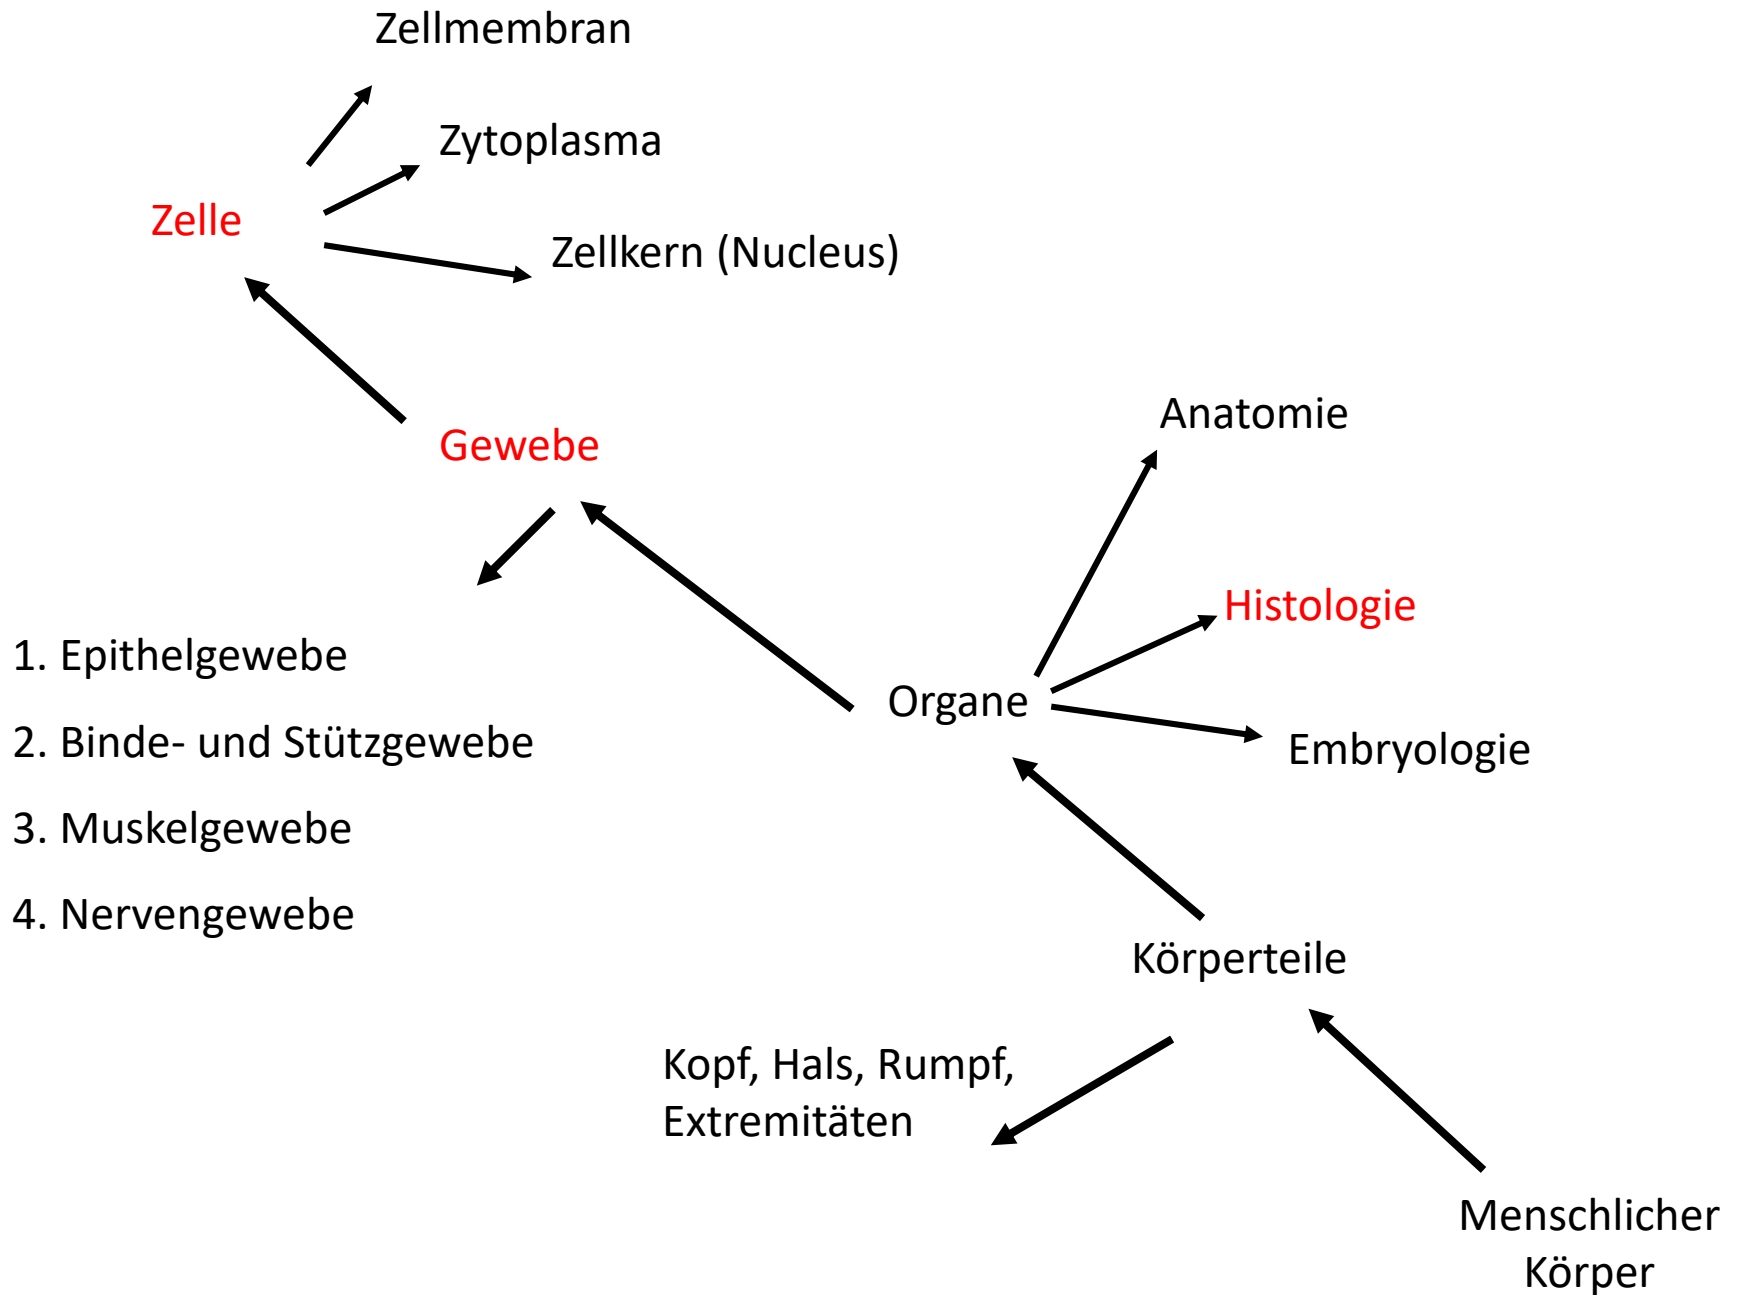 Zellmembran
Zytoplasma
Zelle
Zellkern (Nucleus)
Anatomie
Gewebe
Histologie
1. Epithelgewebe
Organe
2. Binde- und Stützgewebe
Embryologie
3. Muskelgewebe
4. Nervengewebe
Körperteile
Kopf, Hals, Rumpf,
Extremitäten
Menschlicher
Körper